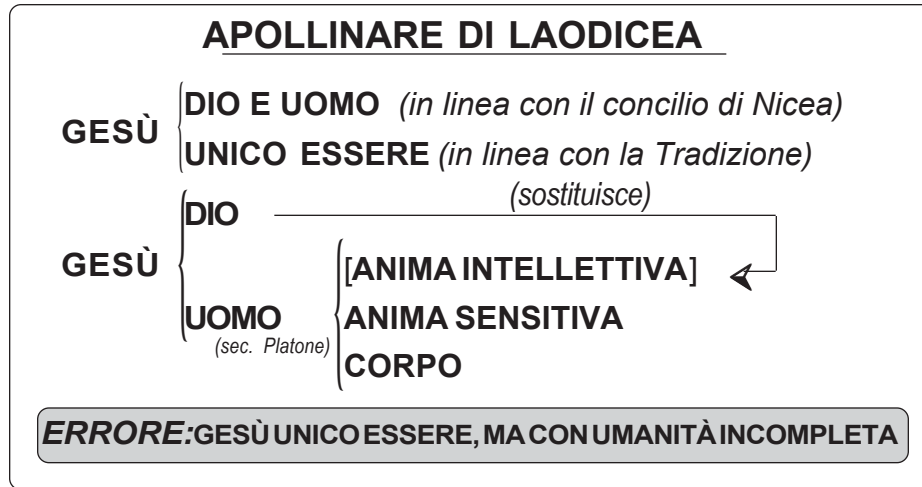 APOLLINARE DI LAODICEA
GESÙ
DIO E UOMO (in linea con il concilio di Nicea)
UNICO ESSERE (in linea con la Tradizione)
(sostituisce)
GESÙ
DIO
UOMO
(sec. Platone)
[ANIMA INTELLETTIVA]
ANIMA SENSITIVA
CORPO
ERRORE: GESÙ UNICO ESSERE, MA CON UMANITÀ INCOMPLETA